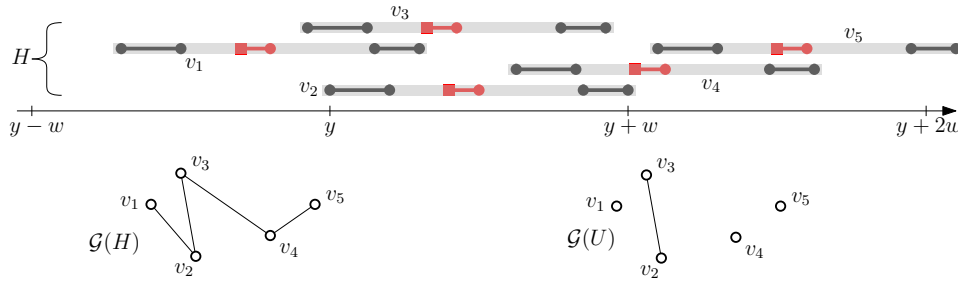 v₃
H
v₁
v₅
v₂
v₄
y − w
y
y + w
y + 2w
v₃
v₁
v₅
𝒢(H)
v₄
v₂
v₃
v₁
v₅
𝒢(U)
v₄
v₂